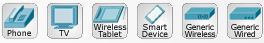 Phone
TV
Wireless
Tablet
Smart
Device
Generic
Wireless
Generic
Wired